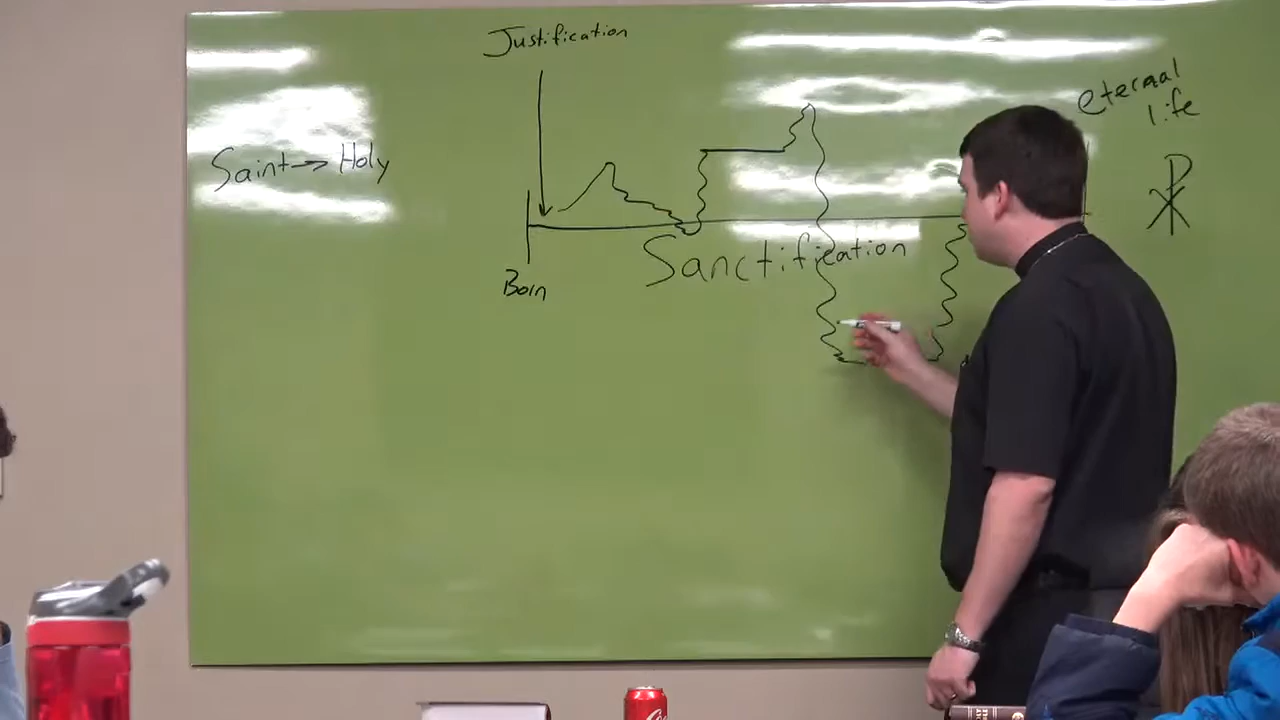 Justification
eternal
life
Saint → Holy
Sanctification
Born